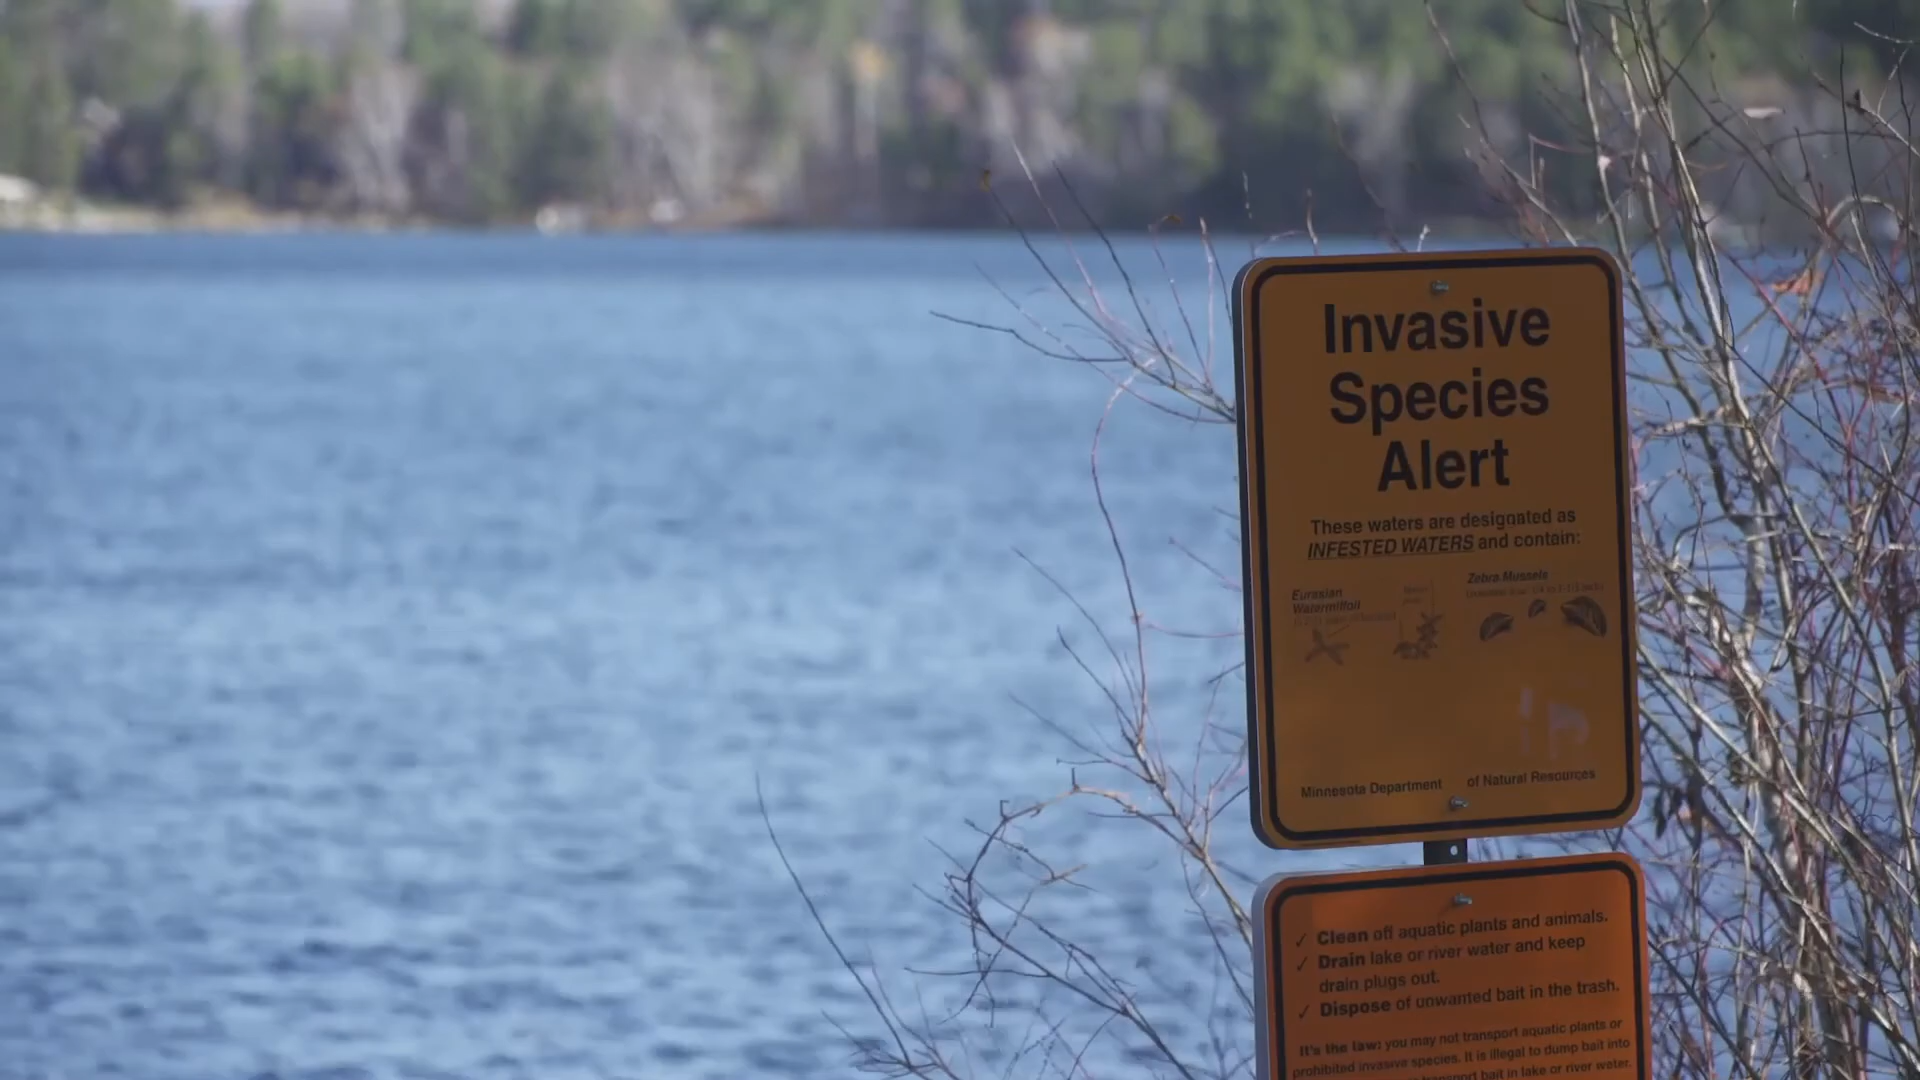 Invasive
Species
Alert
These waters are designated as
INFESTED WATERS and contain:
Eurasian
Watermilfoil
Zebra Mussels
Minnesota Department of Natural Resources
✓ Clean off aquatic plants and animals.
✓ Drain lake or river water and keep
drain plugs out.
✓ Dispose of unwanted bait in the trash.
It's the law: you may not transport aquatic plants or
prohibited invasive species. It is illegal to dump bait into
transport bait in lake or river water.